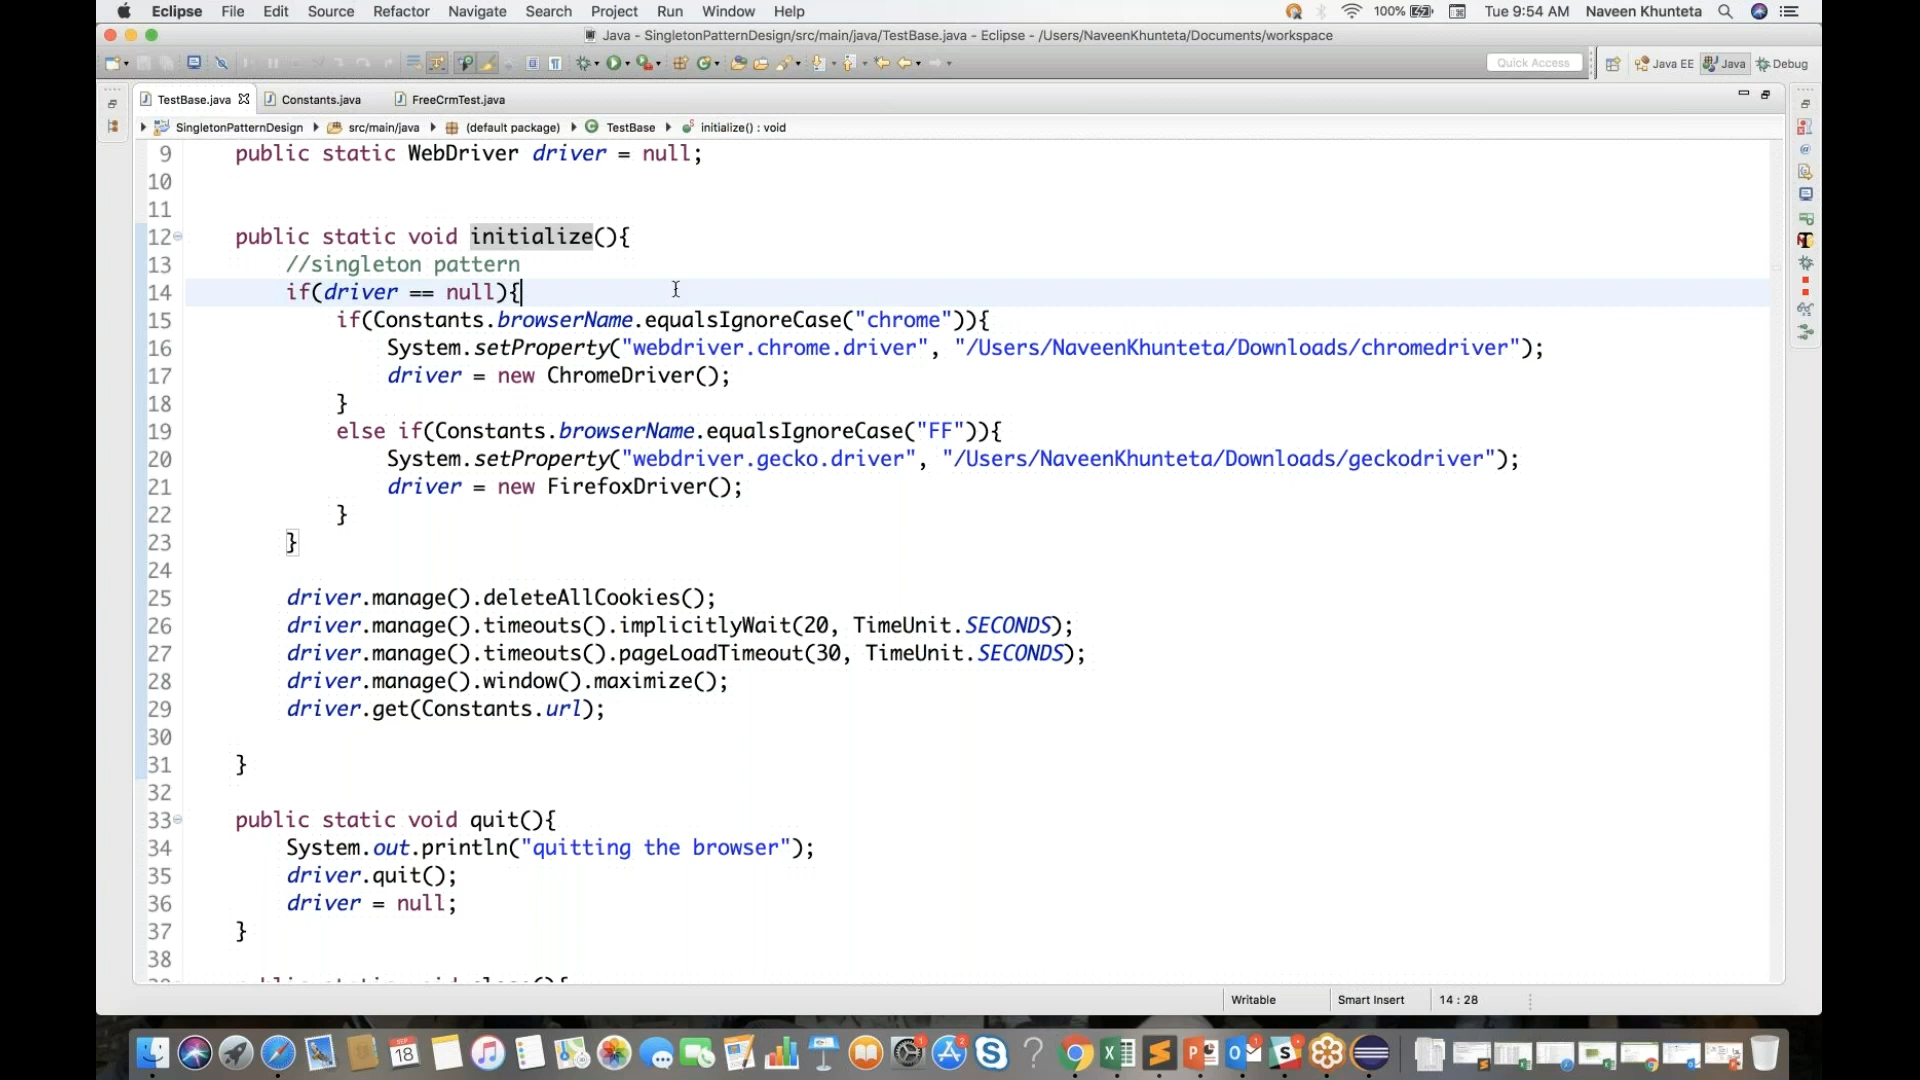 Eclipse File Edit Source Refactor Navigate Search Project Run Window Help 100% Tue 9:54 AM Naveen Khunteta
Java - SingletonPatternDesign/src/main/java/TestBase.java - Eclipse - /Users/NaveenKhunteta/Documents/workspace
Quick Access Java EE Java Debug
TestBase.java Constants.java FreeCrmTest.java
SingletonPatternDesign src/main/java (default package) TestBase initialize() : void
9 public static WebDriver driver = null;
10
11
12 public static void initialize(){
13 //singleton pattern
14 if(driver == null){
15 if(Constants.browserName.equalsIgnoreCase("chrome")){
16 System.setProperty("webdriver.chrome.driver", "/Users/NaveenKhunteta/Downloads/chromedriver");
17 driver = new ChromeDriver();
18 }
19 else if(Constants.browserName.equalsIgnoreCase("FF")){
20 System.setProperty("webdriver.gecko.driver", "/Users/NaveenKhunteta/Downloads/geckodriver");
21 driver = new FirefoxDriver();
22 }
23 }
24
25 driver.manage().deleteAllCookies();
26 driver.manage().timeouts().implicitlyWait(20, TimeUnit.SECONDS);
27 driver.manage().timeouts().pageLoadTimeout(30, TimeUnit.SECONDS);
28 driver.manage().window().maximize();
29 driver.get(Constants.url);
30
31 }
32
33 public static void quit(){
34 System.out.println("quitting the browser");
35 driver.quit();
36 driver = null;
37 }
38
Writable Smart Insert 14 : 28
SEP
18